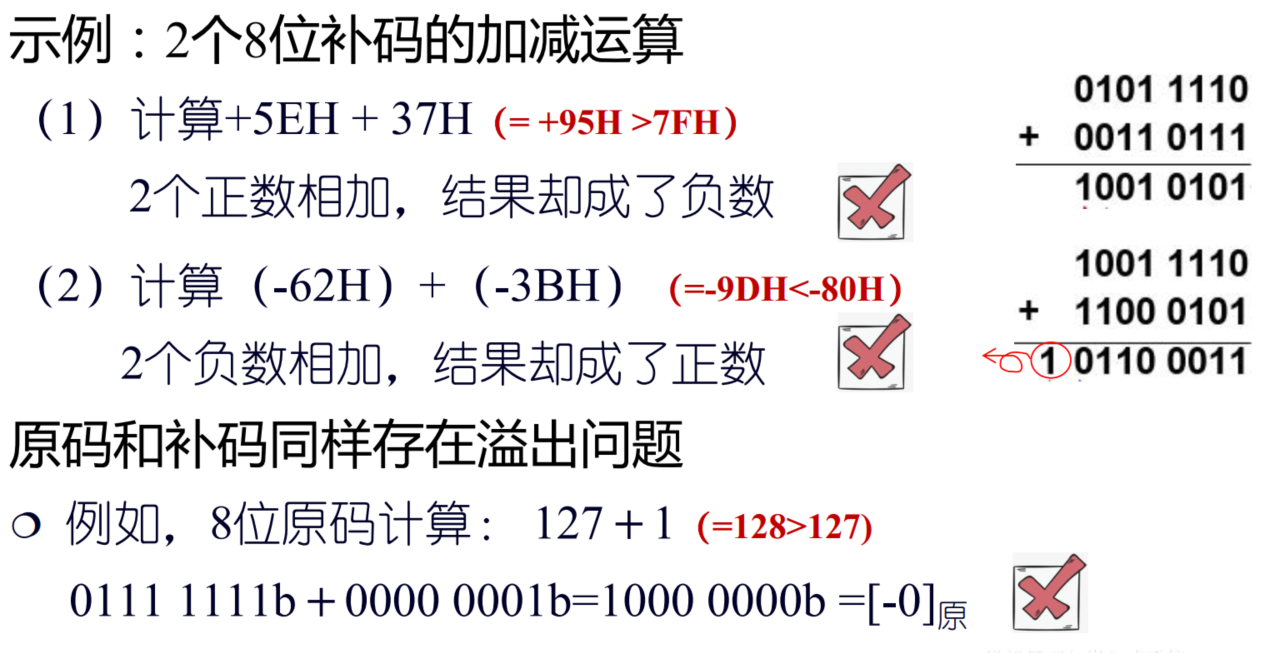 示例：2个8位补码的加减运算
（1）计算+5EH + 37H（= +95H >7FH）
2个正数相加，结果却成了负数
0101 1110
+ 0011 0111
1001 0101
（2）计算（-62H）+（-3BH）（=-9DH<-80H）
2个负数相加，结果却成了正数
1001 1110
+ 1100 0101
1 0110 0011
原码和补码同样存在溢出问题
例如，8位原码计算： 127＋1（=128>127)
0111 1111b＋0000 0001b=1000 0000b =[-0]原